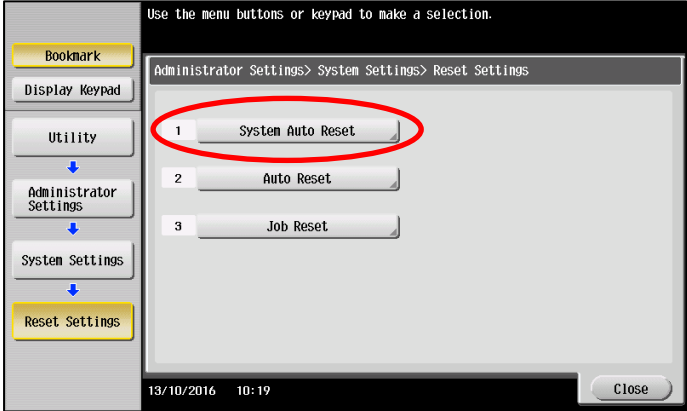 Use the menu buttons or keypad to make a selection.
Bookmark
Display Keypad
Utility
Administrator
Settings
System Settings
Reset Settings
Administrator Settings> System Settings> Reset Settings
1 System Auto Reset
2 Auto Reset
3 Job Reset
13/10/2016 10:19
Close